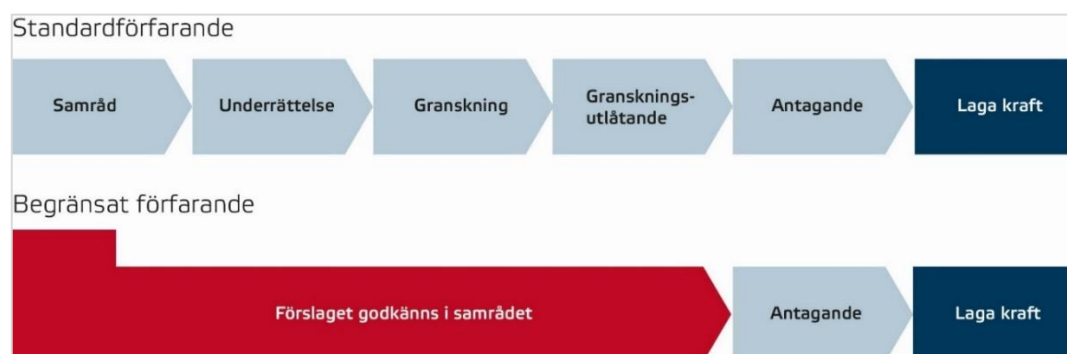 Standardförfarande
Samråd
Underrättelse
Granskning
Gransknings-
utlåtande
Antagande
Laga kraft
Begränsat förfarande
Förslaget godkänns i samrådet
Antagande
Laga kraft